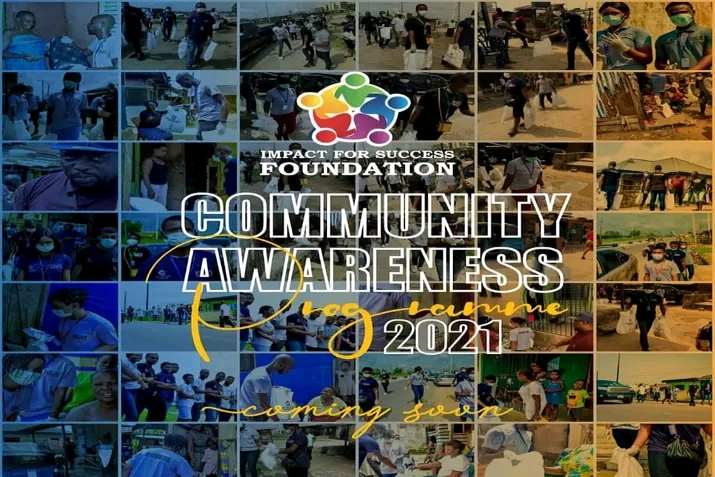 IMPACT FOR SUCCESS
FOUNDATION
COMMUNITY
AWARENESS
Programme
2021
coming soon